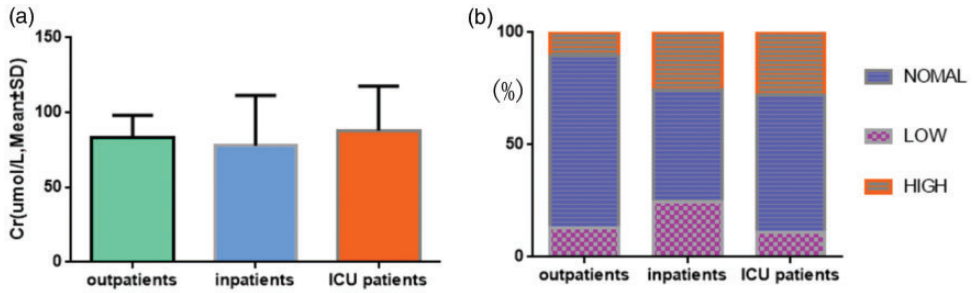 (a)
Cr(umol/L,Mean±SD)
150
100
50
0
outpatients
inpatients
ICU patients
(b)
(%)
100
50
0
outpatients
inpatients
ICU patients
NOMAL
LOW
HIGH